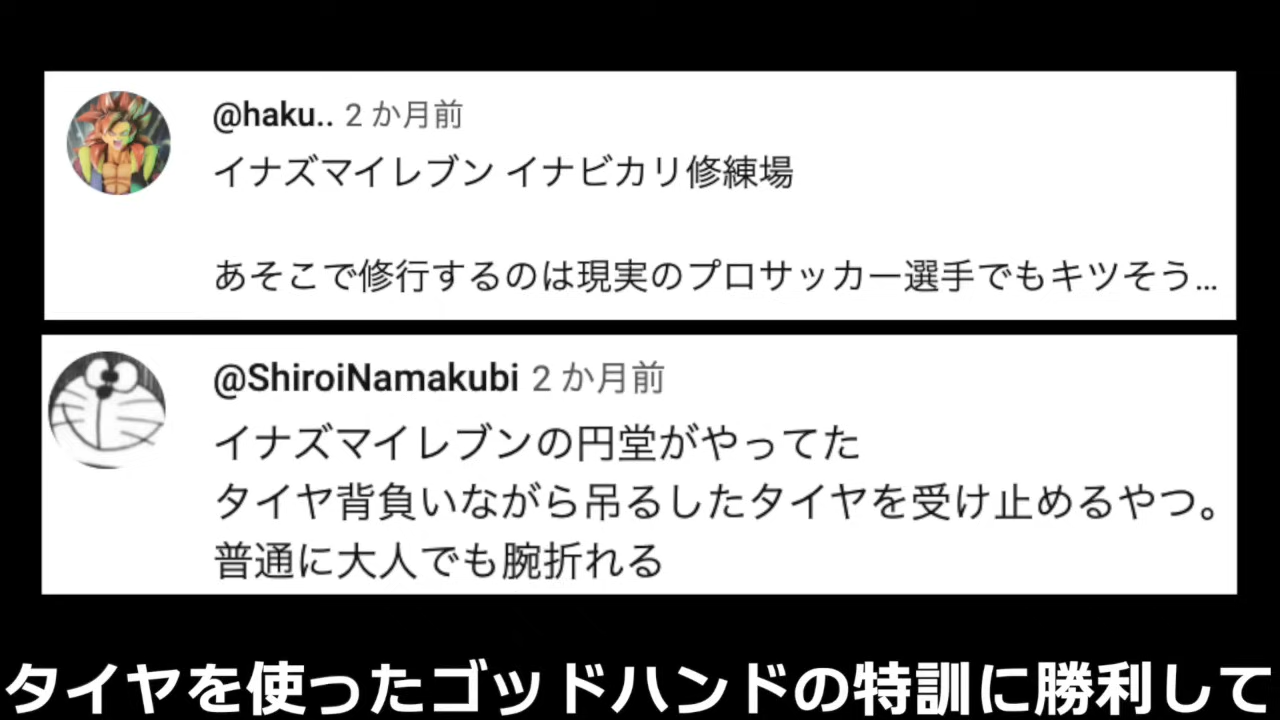 @haku.. 2 か月前
イナズマイレブン イナビカリ修練場
あそこで修行するのは現実のプロサッカー選手でもキツそう...
@ShiroiNamakubi 2 か月前
イナズマイレブンの円堂がやってた
タイヤ背負いながら吊るしたタイヤを受け止めるやつ。
普通に大人でも腕折れる
タイヤを使ったゴッドハンドの特訓に勝利して